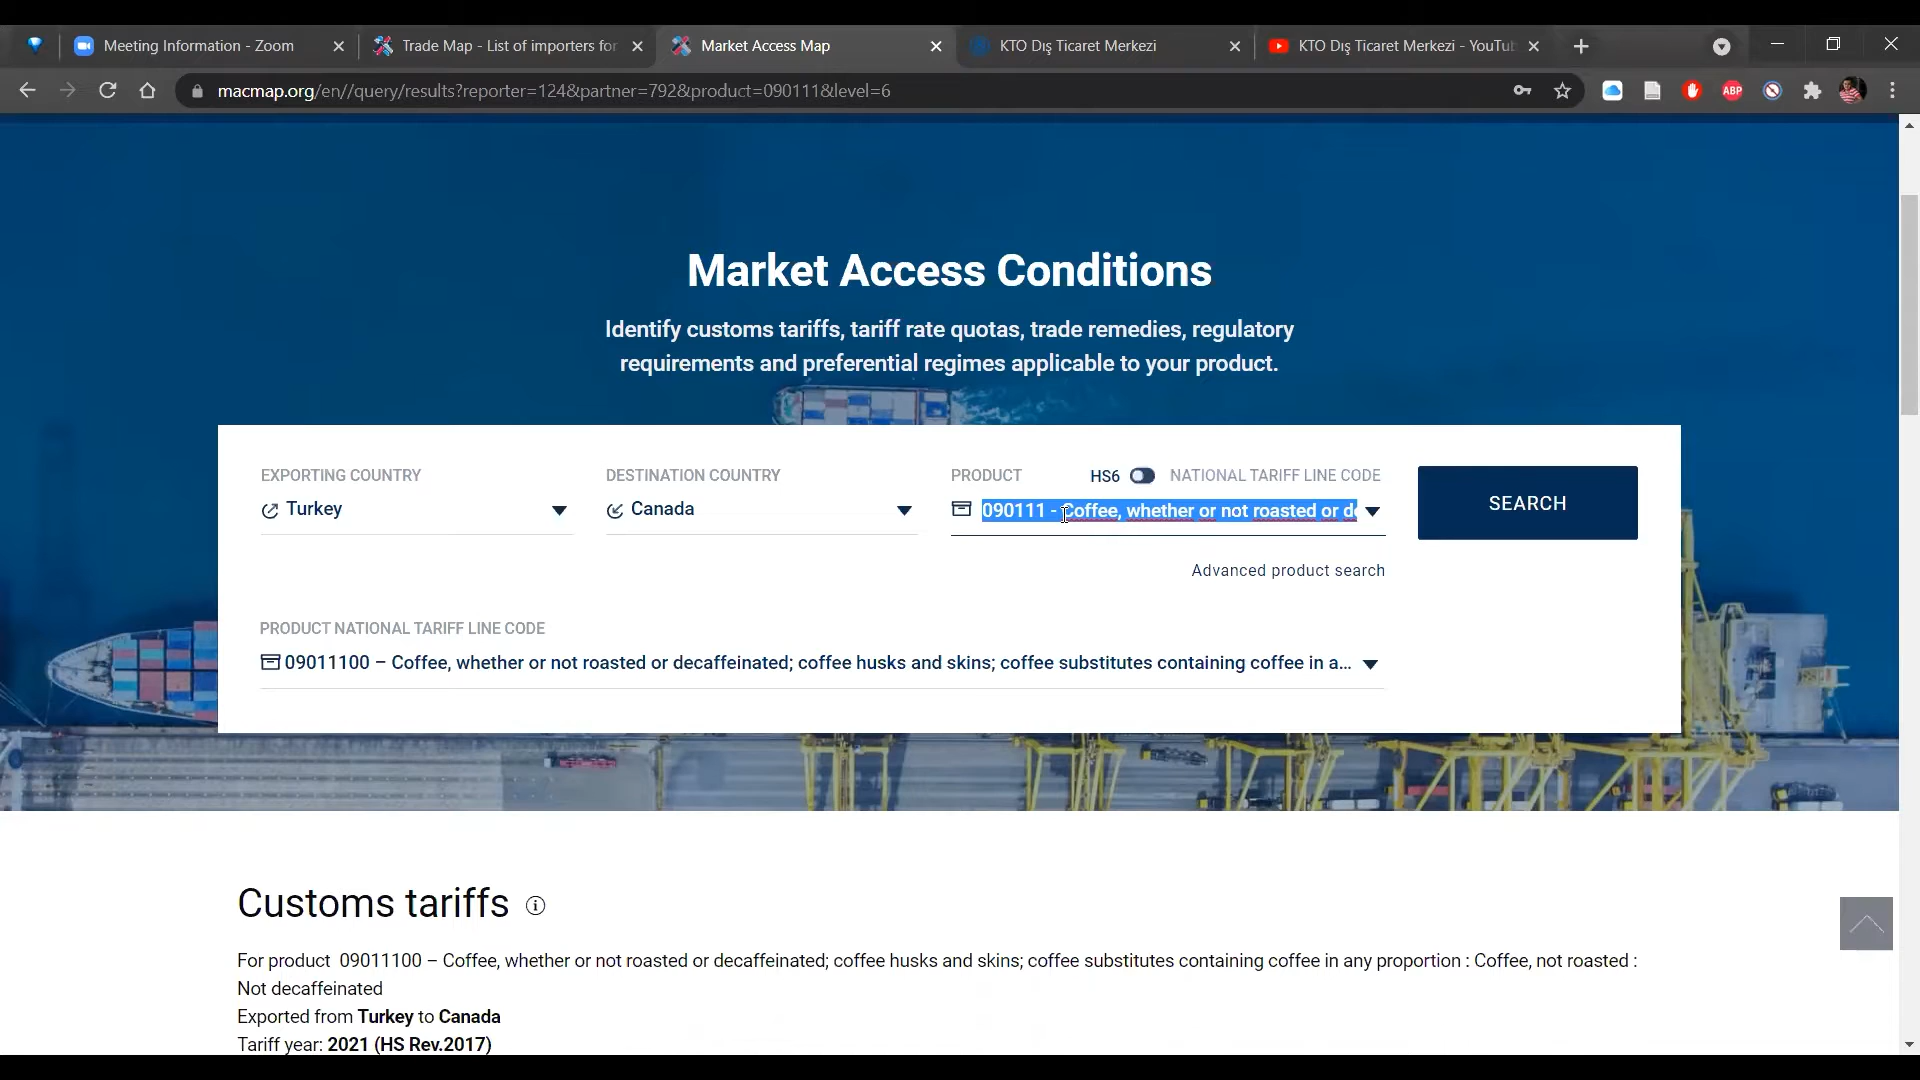 Meeting Information - Zoom
Trade Map - List of importers for
Market Access Map
KTO Dış Ticaret Merkezi
KTO Dış Ticaret Merkezi - YouTub
macmap.org/en//query/results?reporter=124&partner=792&product=090111&level=6
ABP
Market Access Conditions
Identify customs tariffs, tariff rate quotas, trade remedies, regulatory
requirements and preferential regimes applicable to your product.
EXPORTING COUNTRY
Turkey
DESTINATION COUNTRY
Canada
PRODUCT HS6 NATIONAL TARIFF LINE CODE
090111 - Coffee, whether or not roasted or de
SEARCH
Advanced product search
PRODUCT NATIONAL TARIFF LINE CODE
09011100 – Coffee, whether or not roasted or decaffeinated; coffee husks and skins; coffee substitutes containing coffee in a...
Customs tariffs
For product 09011100 – Coffee, whether or not roasted or decaffeinated; coffee husks and skins; coffee substitutes containing coffee in any proportion : Coffee, not roasted :
Not decaffeinated
Exported from Turkey to Canada
Tariff year: 2021 (HS Rev.2017)